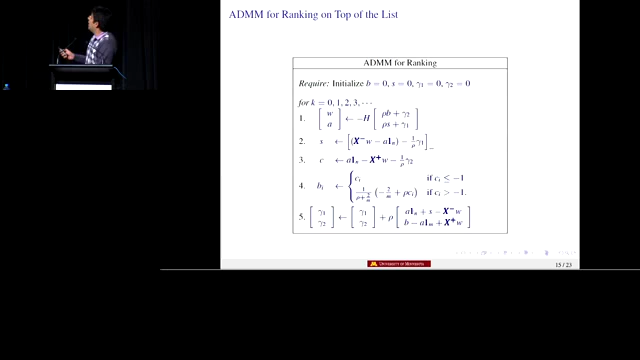 ADMM for Ranking on Top of the List
ADMM for Ranking
Require: Initialize b = 0, s = 0, γ₁ = 0, γ₂ = 0
for k = 0, 1, 2, 3, ⋯
1. [w a] ← −H [ρb + γ₂ ρs + γ₁]
2. s ← [(X⁻w − a1ₙ) − 1/ρ γ₁]₋
3. c ← a1ₙ − X⁺w − 1/ρ γ₂
4. bᵢ ← { cᵢ if cᵢ ≤ −1
1/(ρ+2/m) (−2/m + ρcᵢ) if cᵢ > −1.
5. [γ₁ γ₂] ← [γ₁ γ₂] + ρ [a1ₙ + s − X⁻w b − a1ₘ + X⁺w]
UNIVERSITY OF MINNESOTA
15 / 23